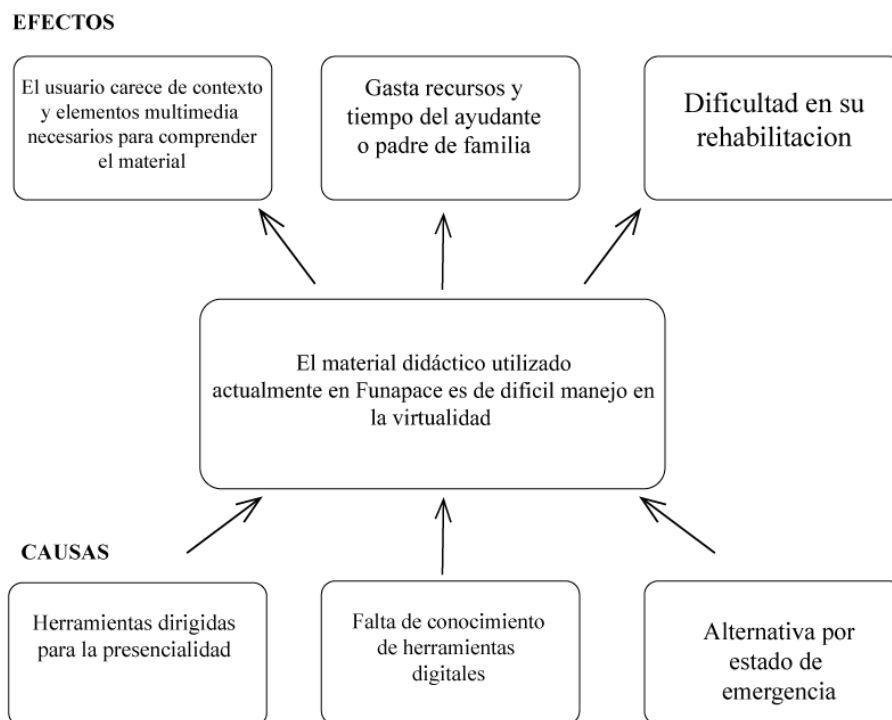 EFECTOS
El usuario carece de contexto
y elementos multimedia
necesarios para comprender
el material
Gasta recursos y
tiempo del ayudante
o padre de familia
Dificultad en su
rehabilitacion
El material didáctico utilizado
actualmente en Funapace es de dificil manejo en
la virtualidad
CAUSAS
Herramientas dirigidas
para la presencialidad
Falta de conocimiento
de herramientas
digitales
Alternativa por
estado de
emergencia